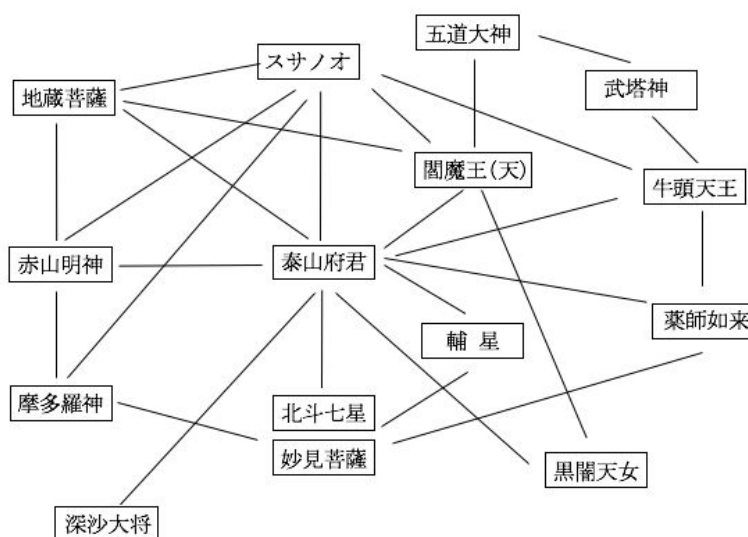 五道大神
スサノオ
武塔神
地蔵菩薩
閻魔王(天)
牛頭天王
赤山明神
泰山府君
薬師如来
輔 星
摩多羅神
北斗七星
妙見菩薩
黒闇天女
深沙大将